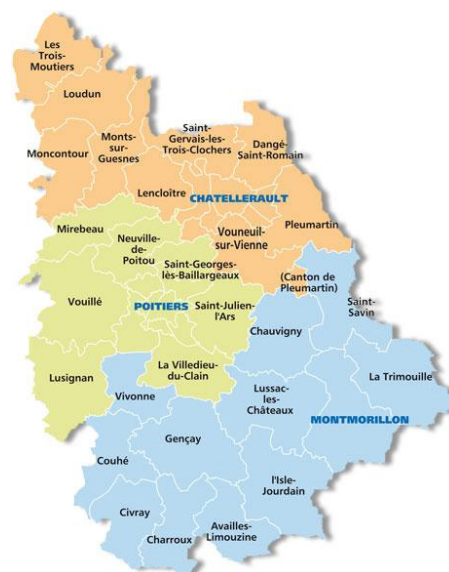 Les
Trois-
Moutiers
Loudun
Moncontour
Monts-
sur-
Guesnes
Saint-
Gervais-les-
Trois-Clochers
Dangé-
Saint-Romain
Lencloître
CHATELLERAULT
Vouneuil-
sur-Vienne
Pleumartin
Mirebeau
Neuville-
de-
Poitou
Saint-Georges-
lès-Baillargeaux
(Canton de
Pleumartin)
Saint-
Savin
Vouillé
POITIERS
Saint-Julien-
l'Ars
Chauvigny
Lusignan
La Villedieu-
du-Clain
Vivonne
La Trimouille
Lussac-
les-
Châteaux
MONTMORILLON
Gençay
Couhé
l'Isle-
Jourdain
Civray
Charroux
Availles-
Limouzine